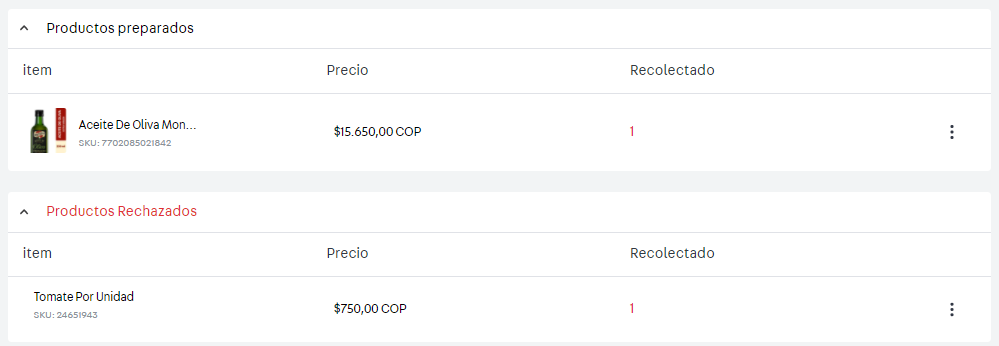 Productos preparados
item Precio Recolectado
Aceite De Oliva Mon... $15.650,00 COP 1
SKU: 7702085021842
Productos Rechazados
item Precio Recolectado
Tomate Por Unidad $750,00 COP 1
SKU: 24651943